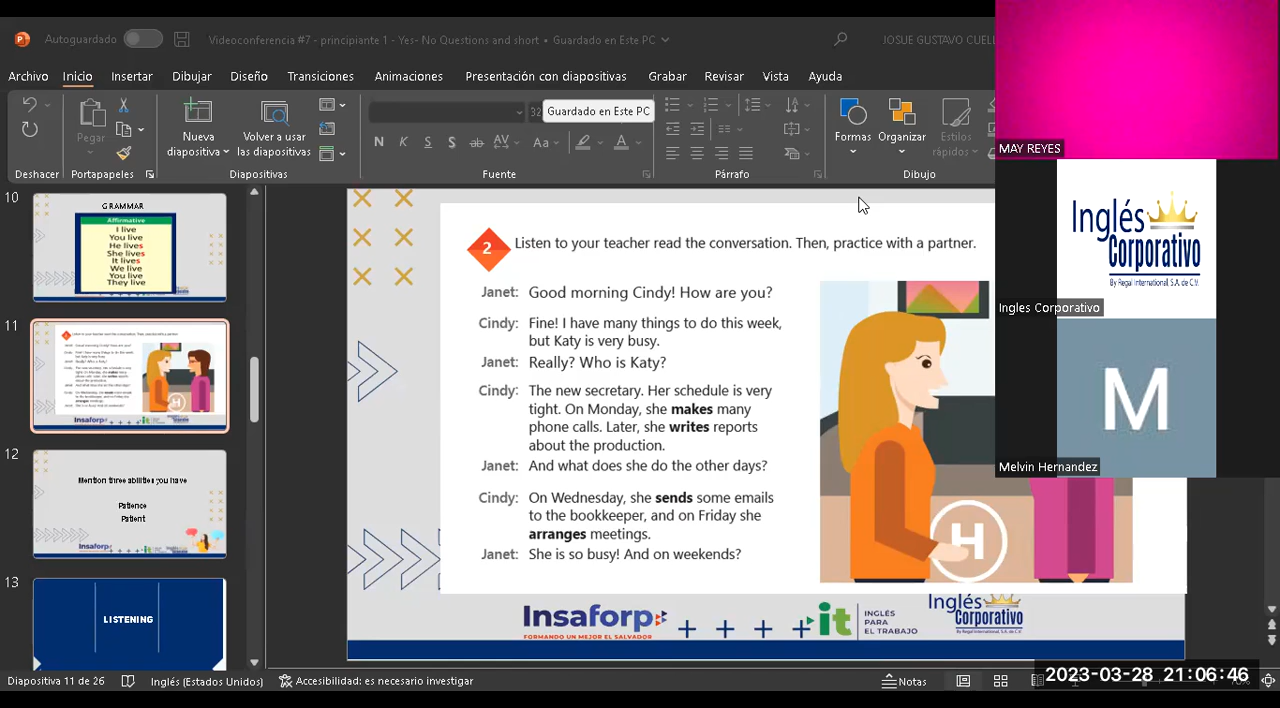 Autoguardado
Videoconferencia #7 - principiante 1 - Yes- No Questions and short • Guardado en Este PC
JOSUE GUSTAVO CUELL
Archivo Inicio Insertar Dibujar Diseño Transiciones Animaciones Presentación con diapositivas Grabar Revisar Vista Ayuda
Guardado en Este PC
32
Pegar
Nueva diapositiva
Volver a usar las diapositivas
N K S S ab AV Aa A
Formas
Organizar
Estilos rápidos
Deshacer
Portapapeles
Diapositivas
Fuente
Párrafo
Dibujo
MAY REYES
Inglés
Corporativo
By Regal International, S.A. de C.V.
Ingles Corporativo
M
Melvin Hernandez
10
GRAMMAR
Affirmative
I live
You live
He lives
She lives
It lives
We live
You live
They live
11
12
Mention three abilities you have
Patience
Patient
13
LISTENING
2
Listen to your teacher read the conversation. Then, practice with a partner.
Janet: Good morning Cindy! How are you?
Cindy: Fine! I have many things to do this week,
but Katy is very busy.
Janet: Really? Who is Katy?
Cindy: The new secretary. Her schedule is very
tight. On Monday, she makes many
phone calls. Later, she writes reports
about the production.
Janet: And what does she do the other days?
Cindy: On Wednesday, she sends some emails
to the bookkeeper, and on Friday she
arranges meetings.
Janet: She is so busy! And on weekends?
H
Insaforp
FORMANDO UN MEJOR EL SALVADOR
it
INGLÉS
PARA
EL TRABAJO
Inglés
Corporativo
By Regal International, S.A. de C.V.
Diapositiva 11 de 26
Inglés (Estados Unidos)
Accesibilidad: es necesario investigar
Notas
2023-03-28 21:06:46